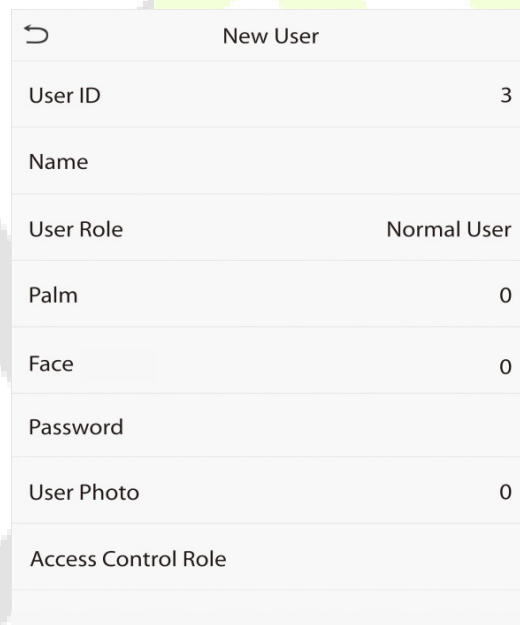 New User
User ID 3
Name
User Role Normal User
Palm 0
Face 0
Password
User Photo 0
Access Control Role